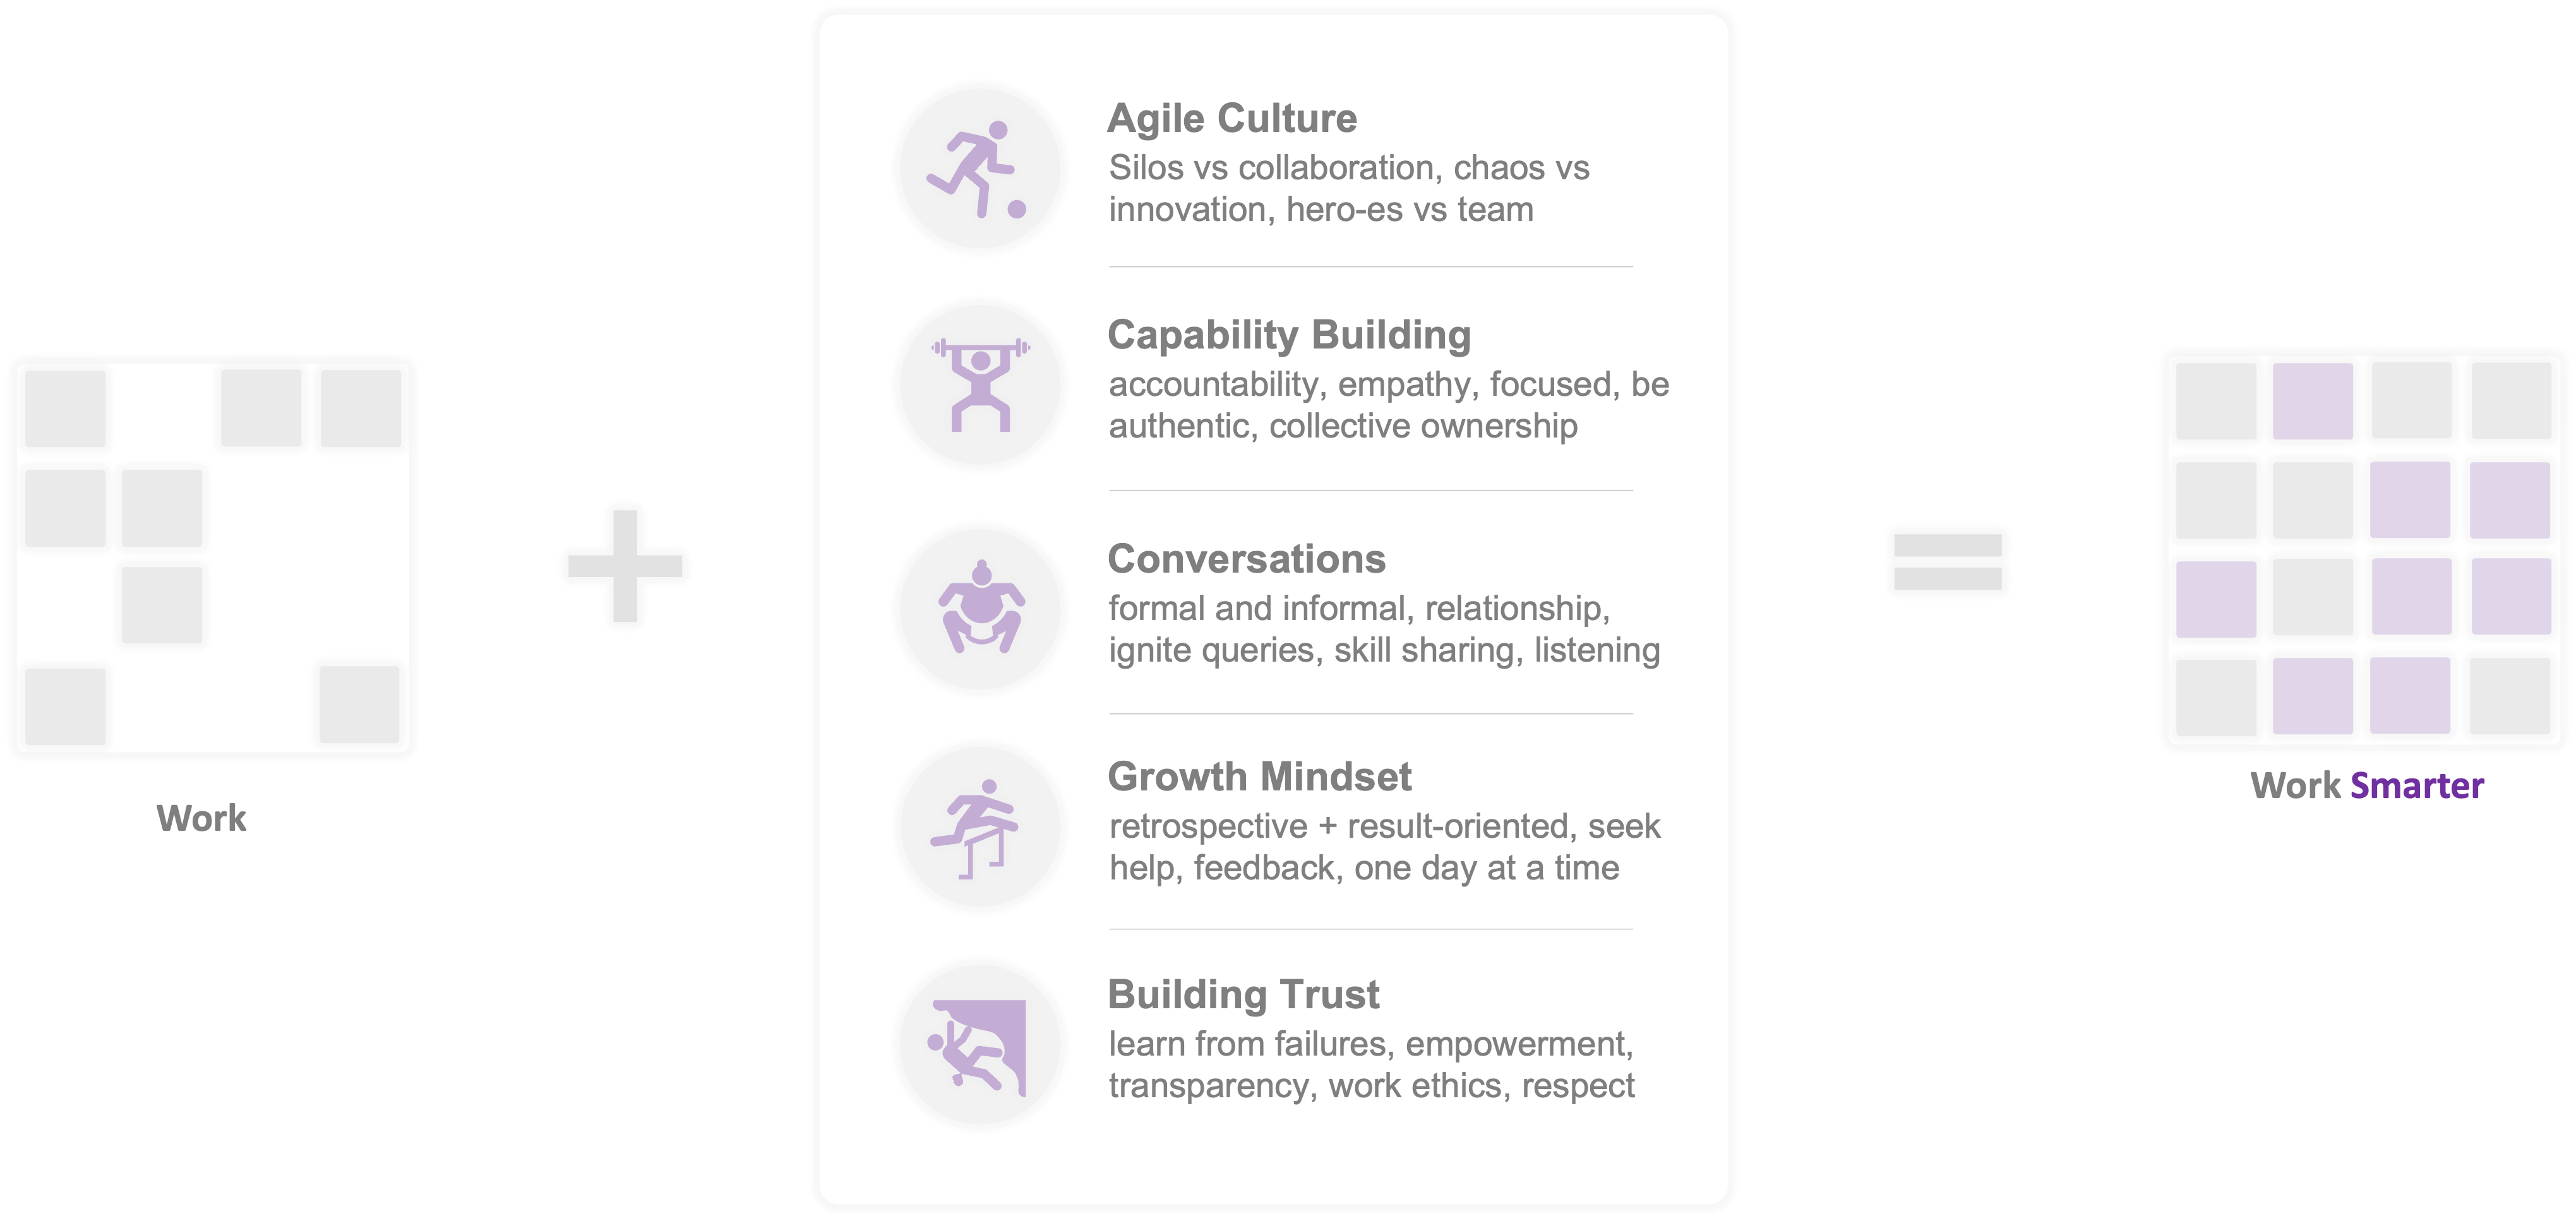 Work
Agile Culture
Silos vs collaboration, chaos vs
innovation, hero-es vs team
Capability Building
accountability, empathy, focused, be
authentic, collective ownership
Conversations
formal and informal, relationship,
ignite queries, skill sharing, listening
Growth Mindset
retrospective + result-oriented, seek
help, feedback, one day at a time
Building Trust
learn from failures, empowerment,
transparency, work ethics, respect
Work Smarter